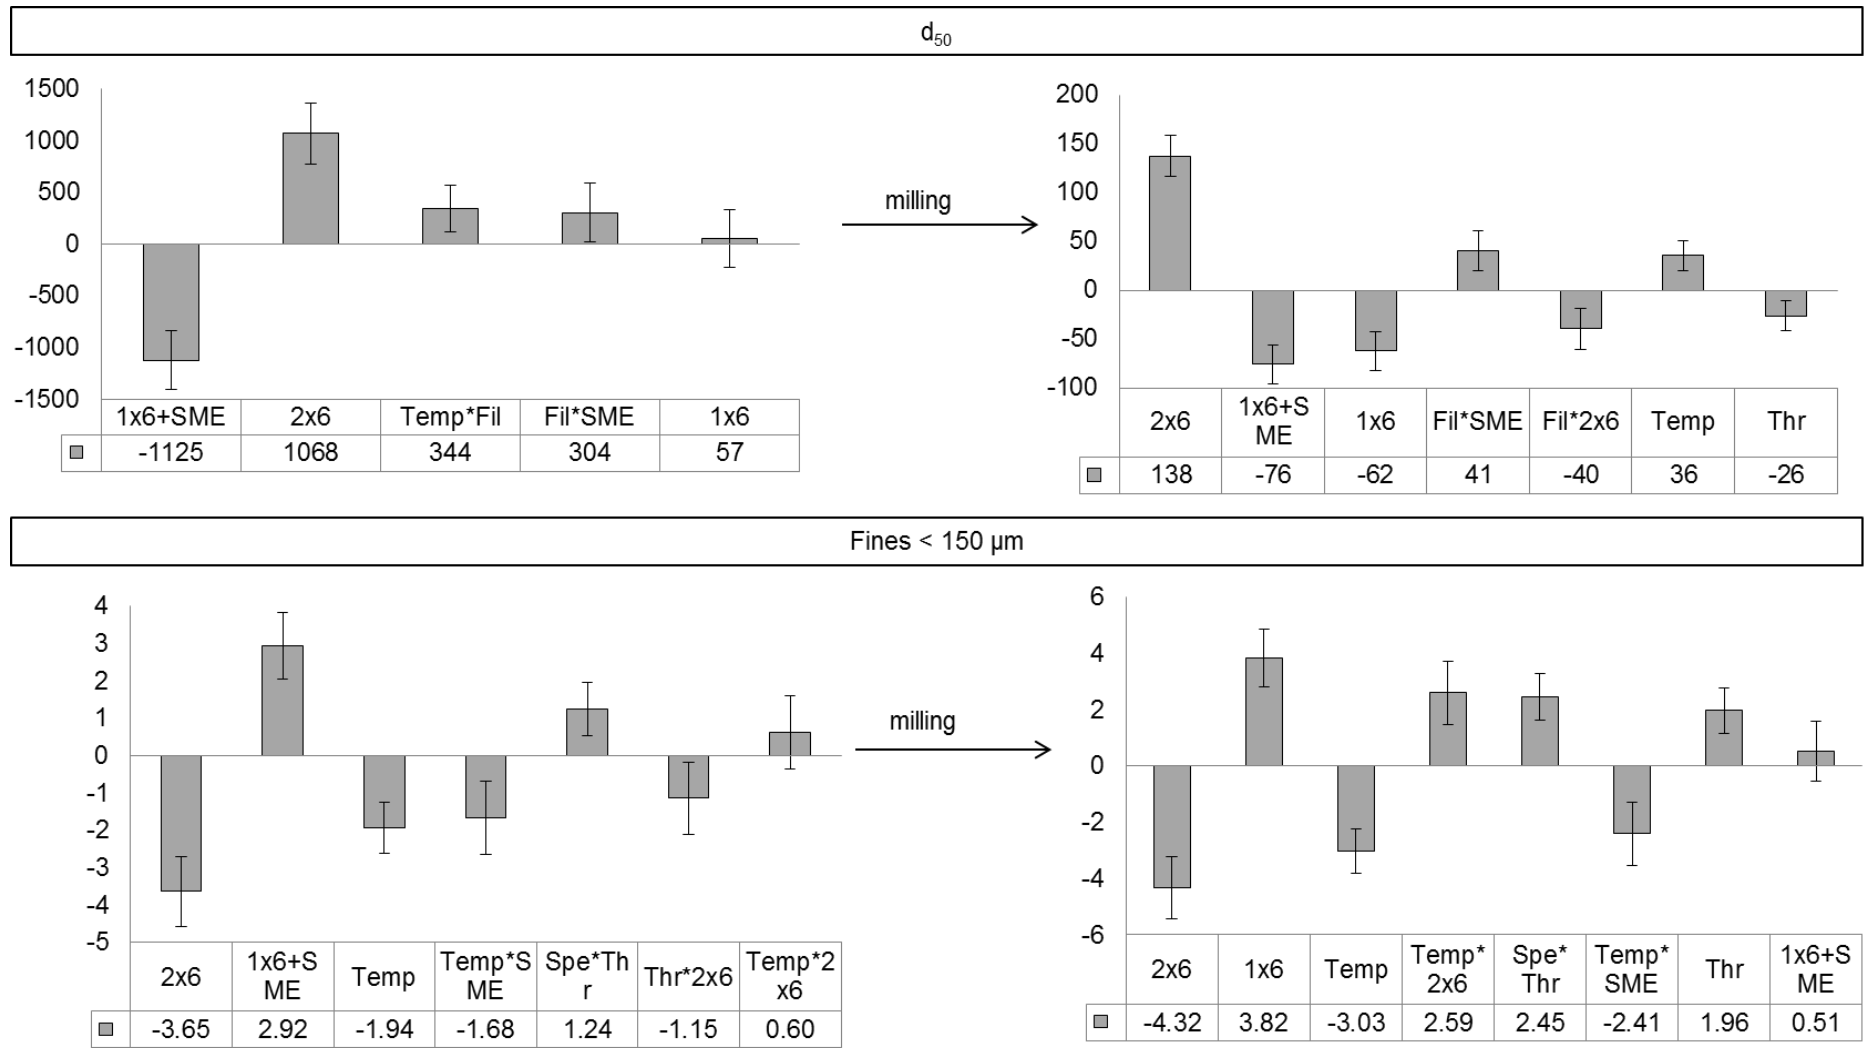 d50
1500
1000
500
0
-500
-1000
-1500
1x6+SME 2x6 Temp*Fil Fil*SME 1x6
-1125 1068 344 304 57
milling
200
150
100
50
0
-50
-100
2x6 1x6+S Fil*SME Fil*2x6 Temp Thr
ME 1x6
138 -76 -62 41 -40 36 -26
Fines < 150 µm
4
3
2
1
0
-1
-2
-3
-4
-5
2x6 1x6+S Temp Temp*S Spe*Th Thr*2x6 Temp*2
ME ME r x6
-3.65 2.92 -1.94 -1.68 1.24 -1.15 0.60
milling
6
4
2
0
-2
-4
-6
2x6 1x6 Temp Temp* Spe* Temp* Thr 1x6+S
2x6 Thr SME ME
-4.32 3.82 -3.03 2.59 2.45 -2.41 1.96 0.51